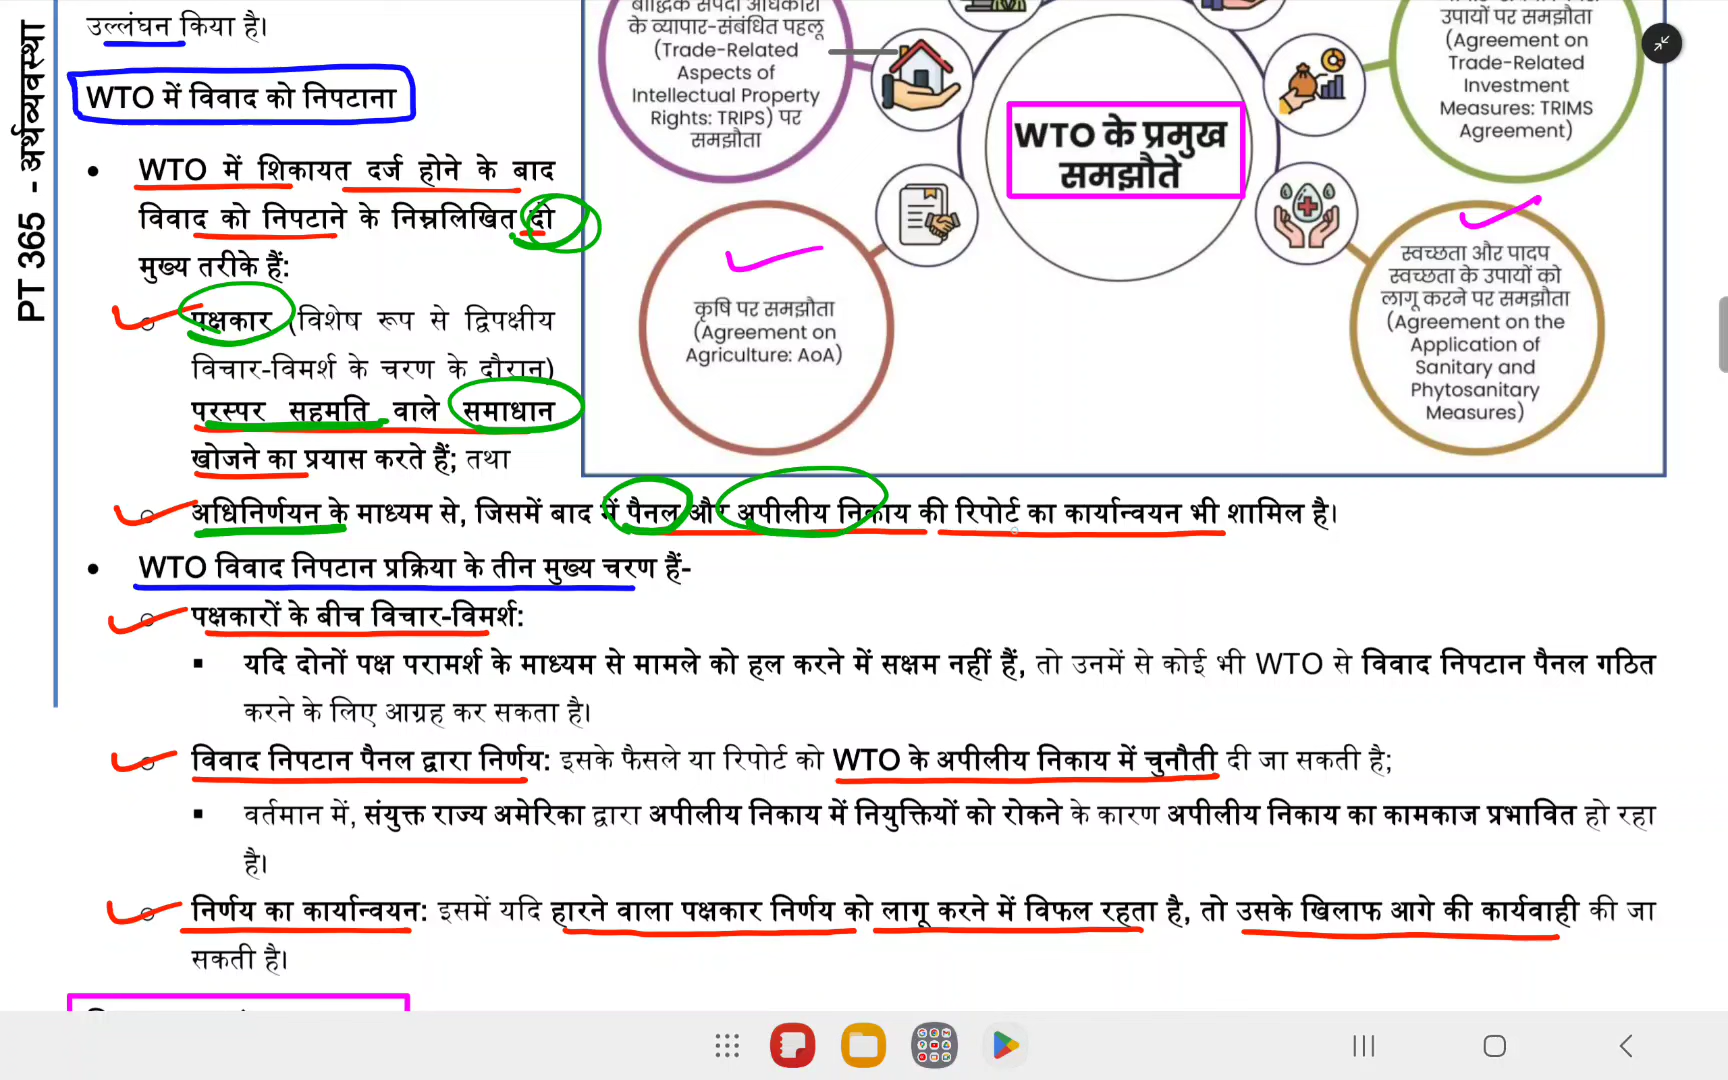 PT 365 - अर्थव्यवस्था
उल्लंघन किया है।
WTO में विवाद को निपटाना
WTO में शिकायत दर्ज होने के बाद
विवाद को निपटाने के निम्नलिखित दो
मुख्य तरीके हैं:
पक्षकार (विशेष रूप से द्विपक्षीय
विचार-विमर्श के चरण के दौरान)
परस्पर सहमति वाले समाधान
खोजने का प्रयास करते हैं; तथा
अधिनिर्णयन के माध्यम से, जिसमें बाद में पैनल और अपीलीय निकाय की रिपोर्ट का कार्यान्वयन भी शामिल है।
WTO विवाद निपटान प्रक्रिया के तीन मुख्य चरण हैं-
पक्षकारों के बीच विचार-विमर्श:
यदि दोनों पक्ष परामर्श के माध्यम से मामले को हल करने में सक्षम नहीं हैं, तो उनमें से कोई भी WTO से विवाद निपटान पैनल गठित
करने के लिए आग्रह कर सकता है।
विवाद निपटान पैनल द्वारा निर्णय: इसके फैसले या रिपोर्ट को WTO के अपीलीय निकाय में चुनौती दी जा सकती है;
वर्तमान में, संयुक्त राज्य अमेरिका द्वारा अपीलीय निकाय में नियुक्तियों को रोकने के कारण अपीलीय निकाय का कामकाज प्रभावित हो रहा
है।
निर्णय का कार्यान्वयन: इसमें यदि हारने वाला पक्षकार निर्णय को लागू करने में विफल रहता है, तो उसके खिलाफ आगे की कार्यवाही की जा
सकती है।
बौद्धिक संपदा अधिकारों
के व्यापार-संबंधित पहलू
(Trade-Related
Aspects of
Intellectual Property
Rights: TRIPS) पर
समझौता
WTO के प्रमुख
समझौते
उपायों पर समझौता
(Agreement on
Trade-Related
Investment
Measures: TRIMS
Agreement)
कृषि पर समझौता
(Agreement on
Agriculture: AoA)
स्वच्छता और पादप
स्वच्छता के उपायों को
लागू करने पर समझौता
(Agreement on the
Application of
Sanitary and
Phytosanitary
Measures)